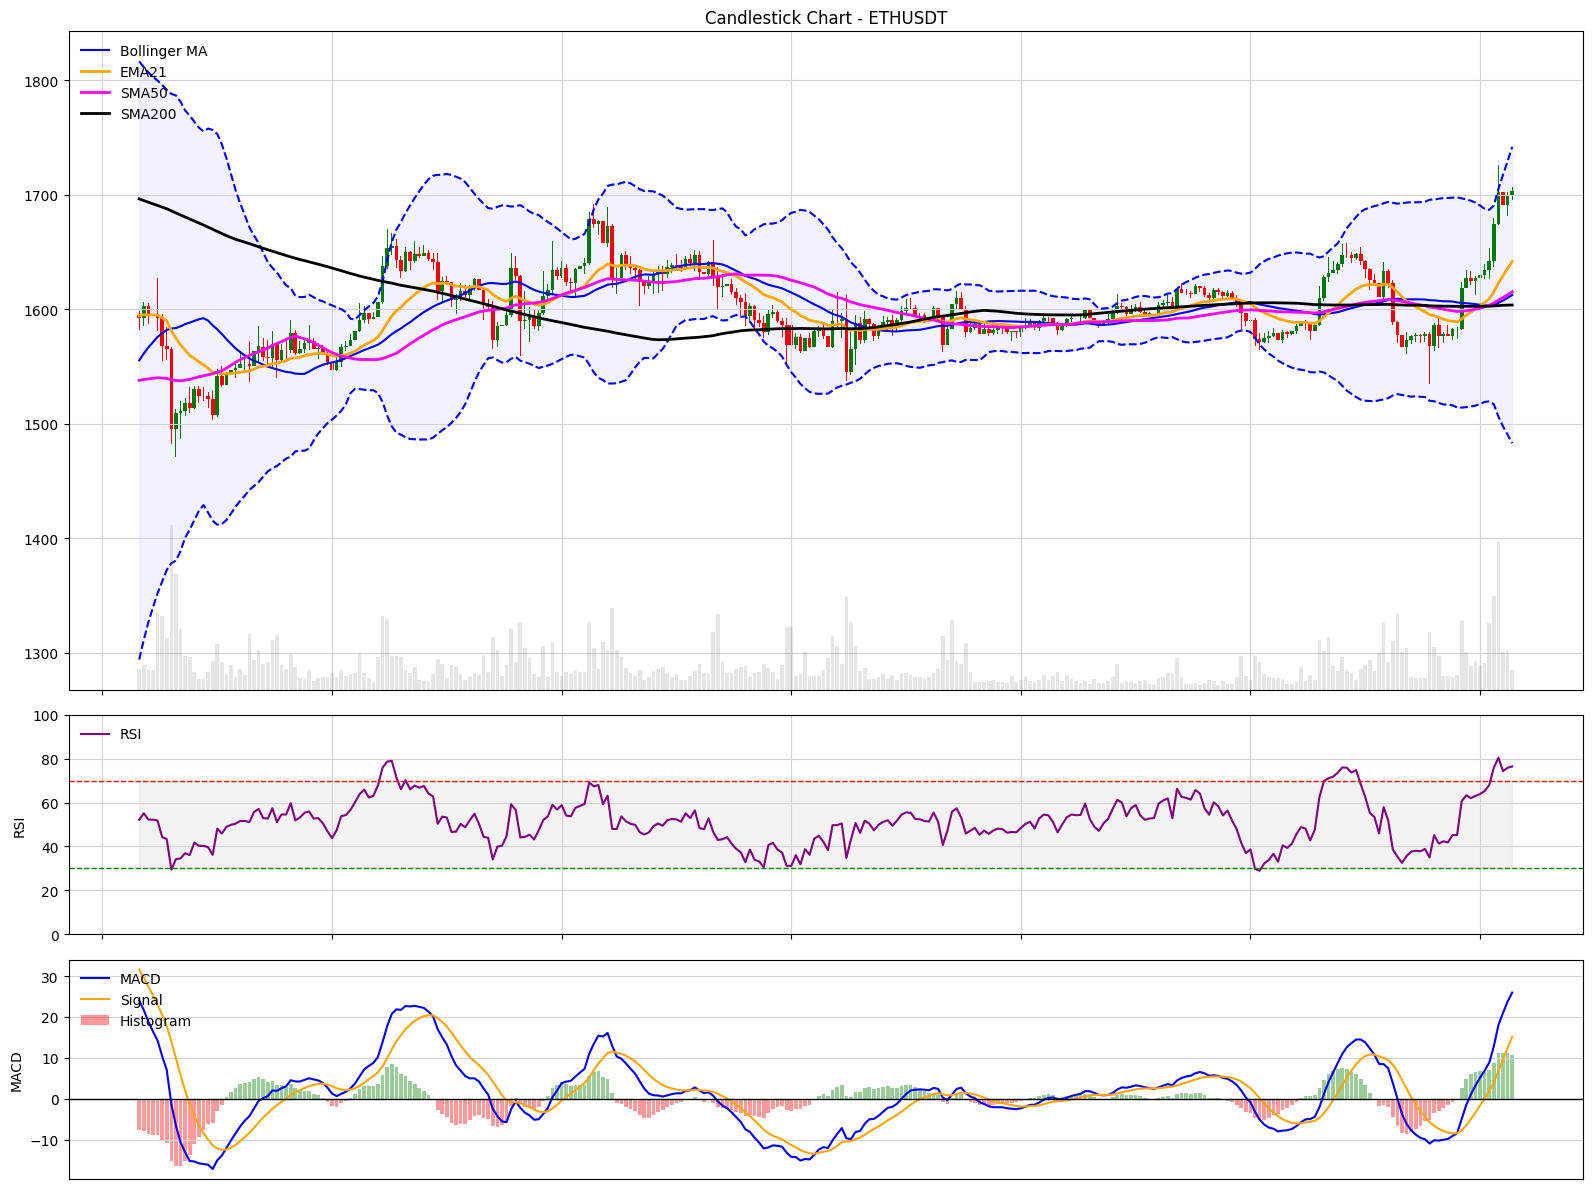 Candlestick Chart - ETHUSDT
Bollinger MA
EMA21
SMA50
SMA200
1800
1700
1600
1500
1400
1300
RSI
100
80
60
40
20
0
RSI
MACD
Signal
Histogram
30
20
10
0
−10
MACD